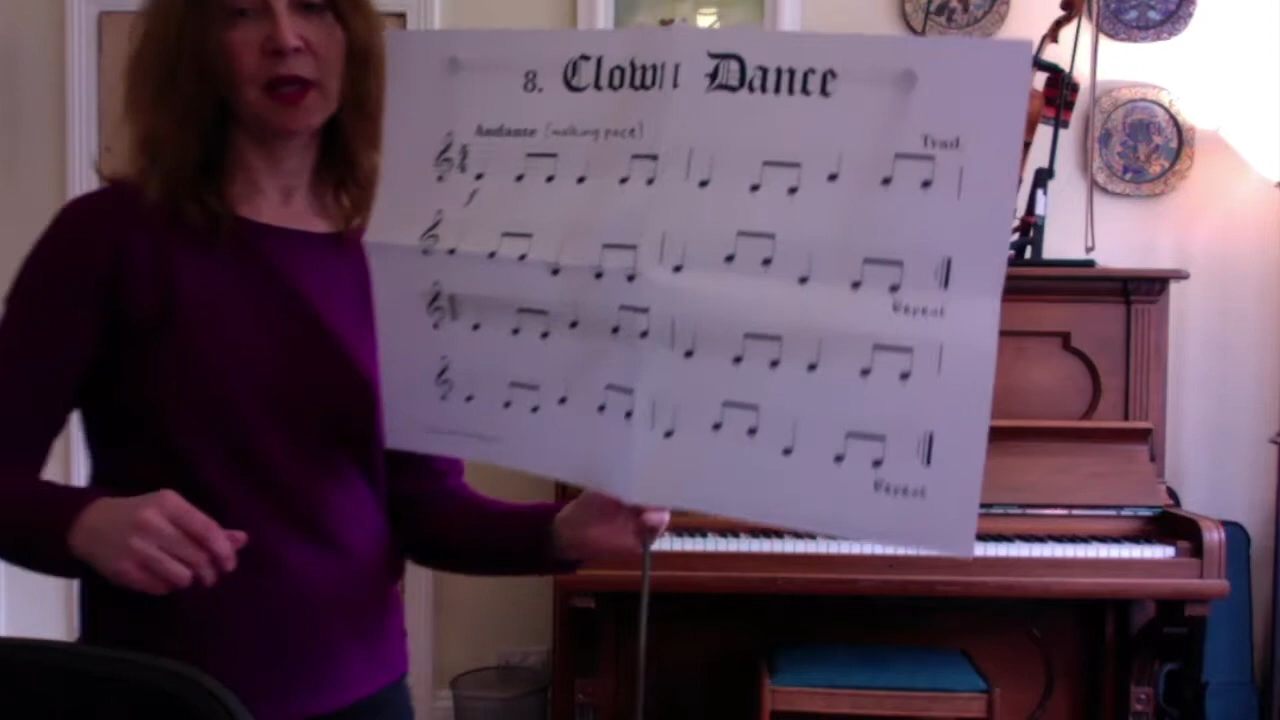 8. Clown Dance
Andante (walking pace)
Trad.
f
Repeat
Repeat